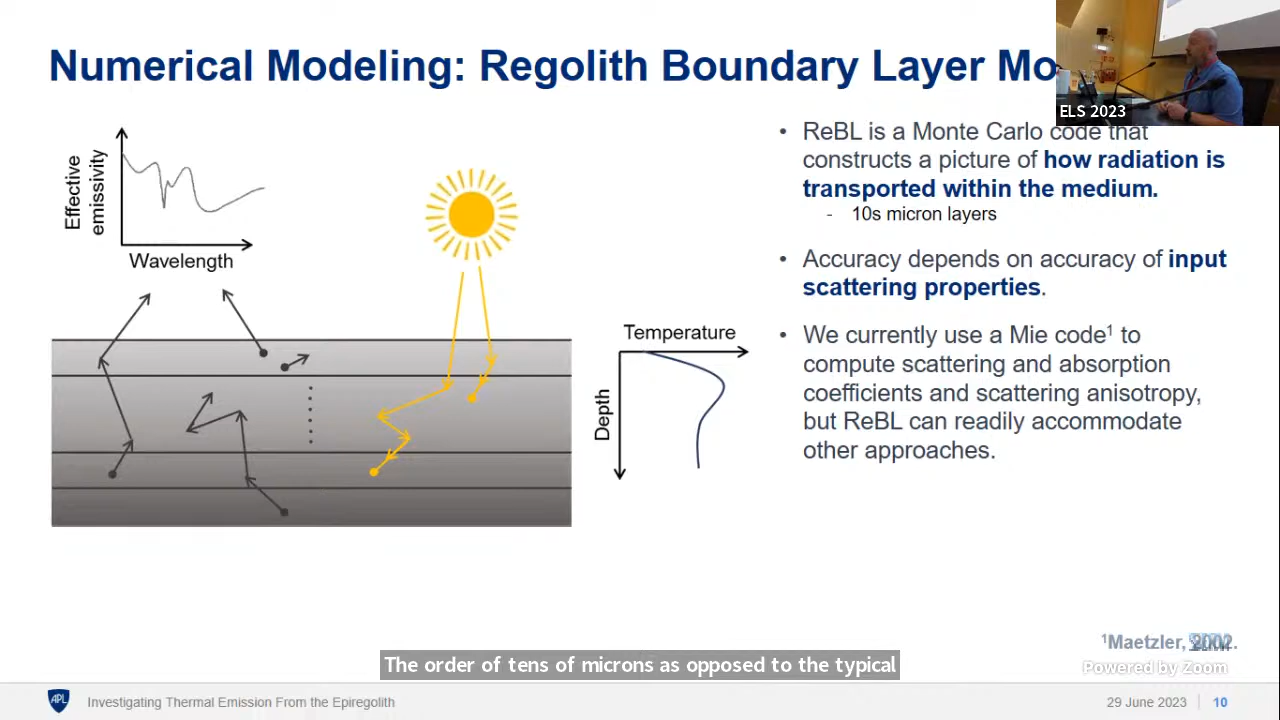 Numerical Modeling: Regolith Boundary Layer Mo
ELS 2023
Effective
emissivity
Wavelength
Temperature
Depth
• ReBL is a Monte Carlo code that
constructs a picture of how radiation is
transported within the medium.
- 10s micron layers
• Accuracy depends on accuracy of input
scattering properties.
• We currently use a Mie code¹ to
compute scattering and absorption
coefficients and scattering anisotropy,
but ReBL can readily accommodate
other approaches.
¹Maetzler, 2002.
Powered by Zoom
The order of tens of microns as opposed to the typical
APL
Investigating Thermal Emission From the Epiregolith
29 June 2023 | 10